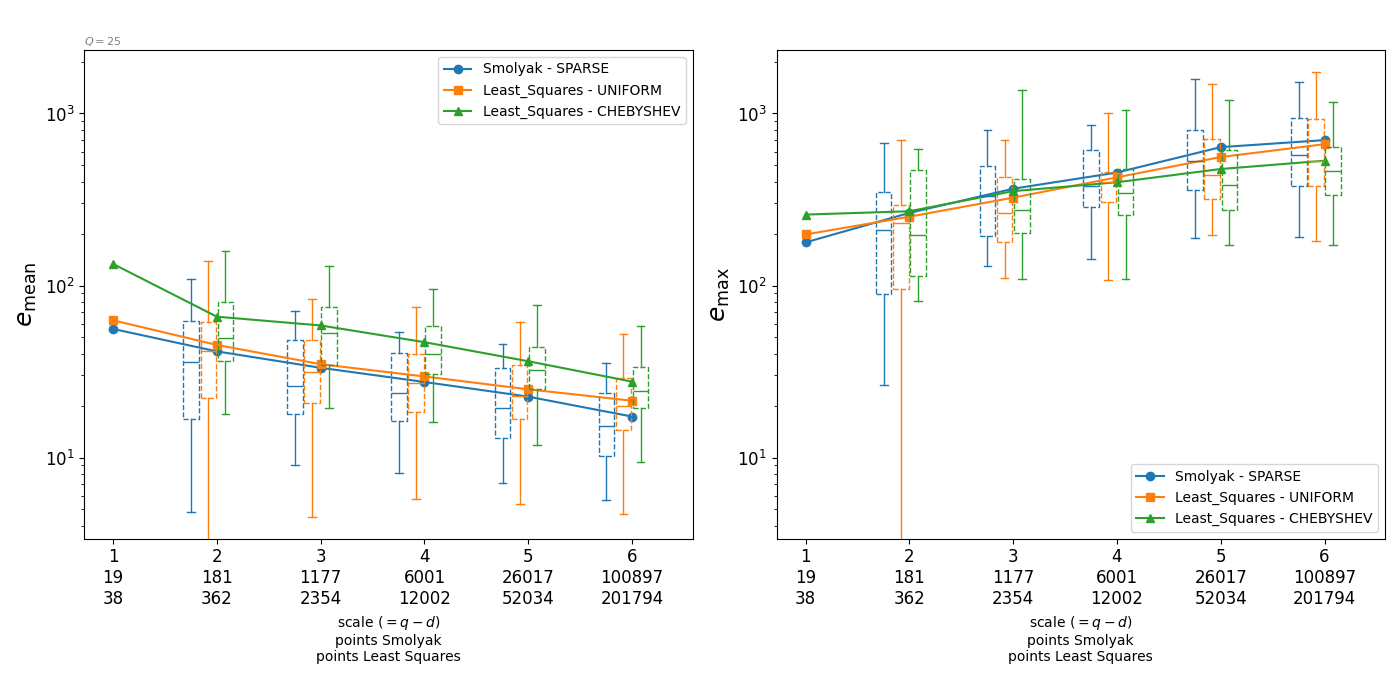 Q = 25
Smolyak - SPARSE
Least_Squares - UNIFORM
Least_Squares - CHEBYSHEV
10³
10²
10¹
e_mean
1 2 3 4 5 6
19 181 1177 6001 26017 100897
38 362 2354 12002 52034 201794
scale (= q − d)
points Smolyak
points Least Squares
10³
10²
10¹
e_max
Smolyak - SPARSE
Least_Squares - UNIFORM
Least_Squares - CHEBYSHEV
1 2 3 4 5 6
19 181 1177 6001 26017 100897
38 362 2354 12002 52034 201794
scale (= q − d)
points Smolyak
points Least Squares